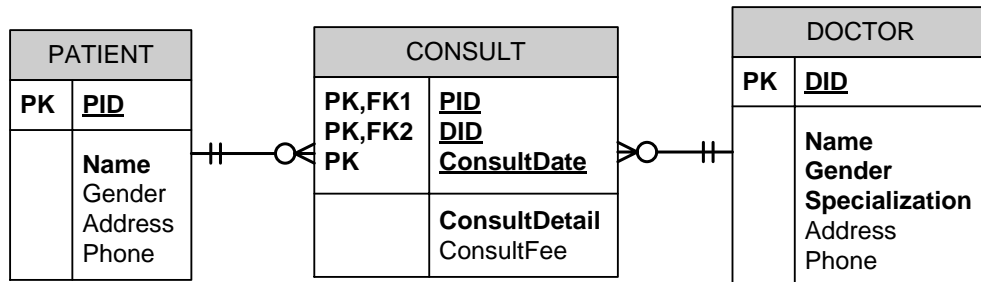 PATIENT
PK PID
Name
Gender
Address
Phone
CONSULT
PK,FK1 PID
PK,FK2 DID
PK ConsultDate
ConsultDetail
ConsultFee
DOCTOR
PK DID
Name
Gender
Specialization
Address
Phone